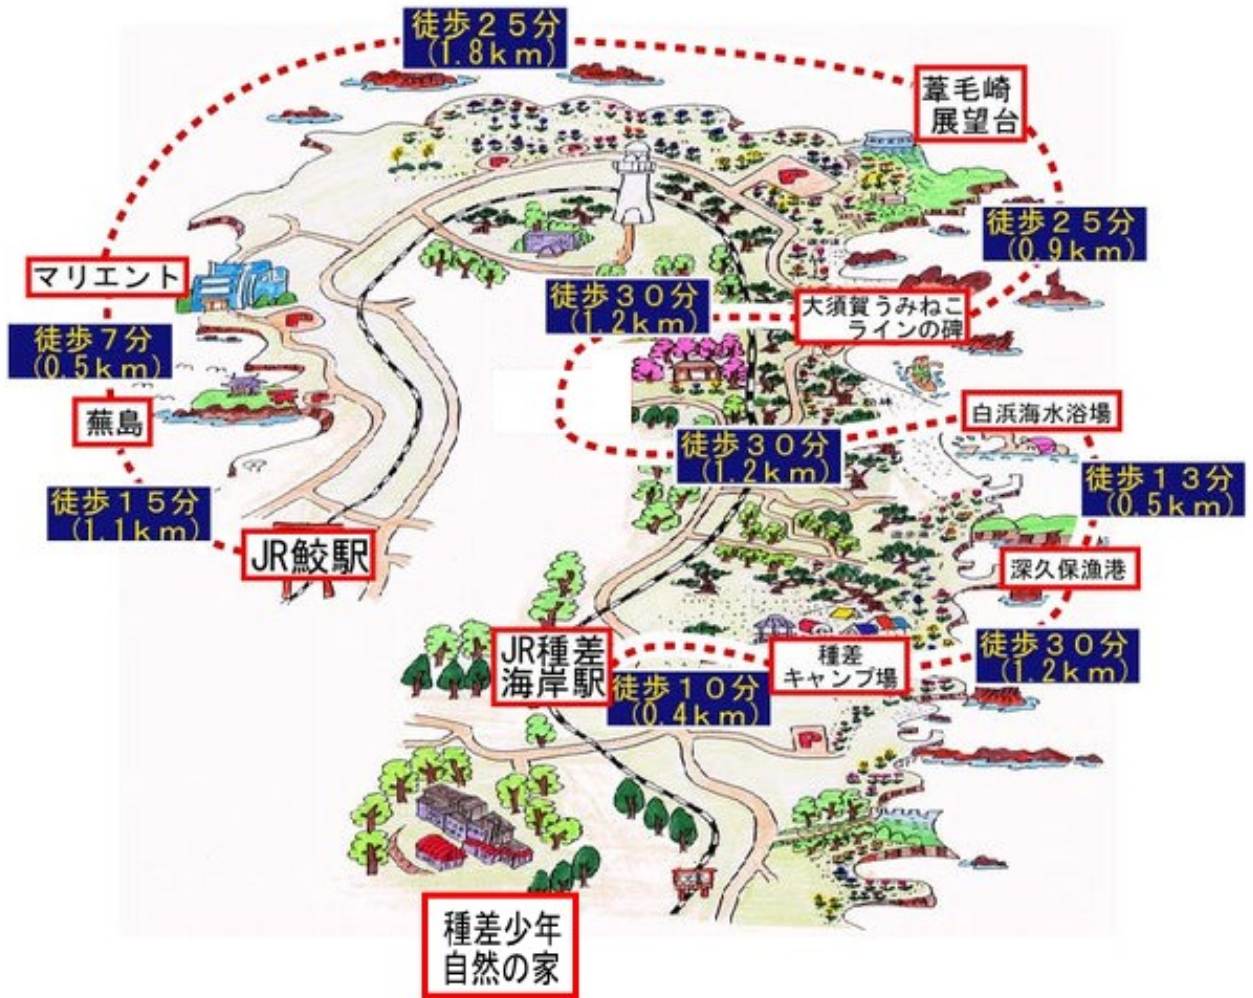 徒歩２５分
(1.8ｋｍ)
葦毛崎
展望台
徒歩２５分
(0.9ｋｍ)
マリエント
徒歩３０分
(1.2ｋｍ)
大須賀うみねこ
ラインの碑
徒歩７分
(0.5ｋｍ)
蕪島
白浜海水浴場
徒歩３０分
(1.2ｋｍ)
徒歩１３分
(0.5ｋｍ)
徒歩１５分
(1.1ｋｍ)
JR鮫駅
深久保漁港
JR種差
海岸駅
種差
キャンプ場
徒歩３０分
(1.2ｋｍ)
徒歩１０分
(0.4ｋｍ)
種差少年
自然の家